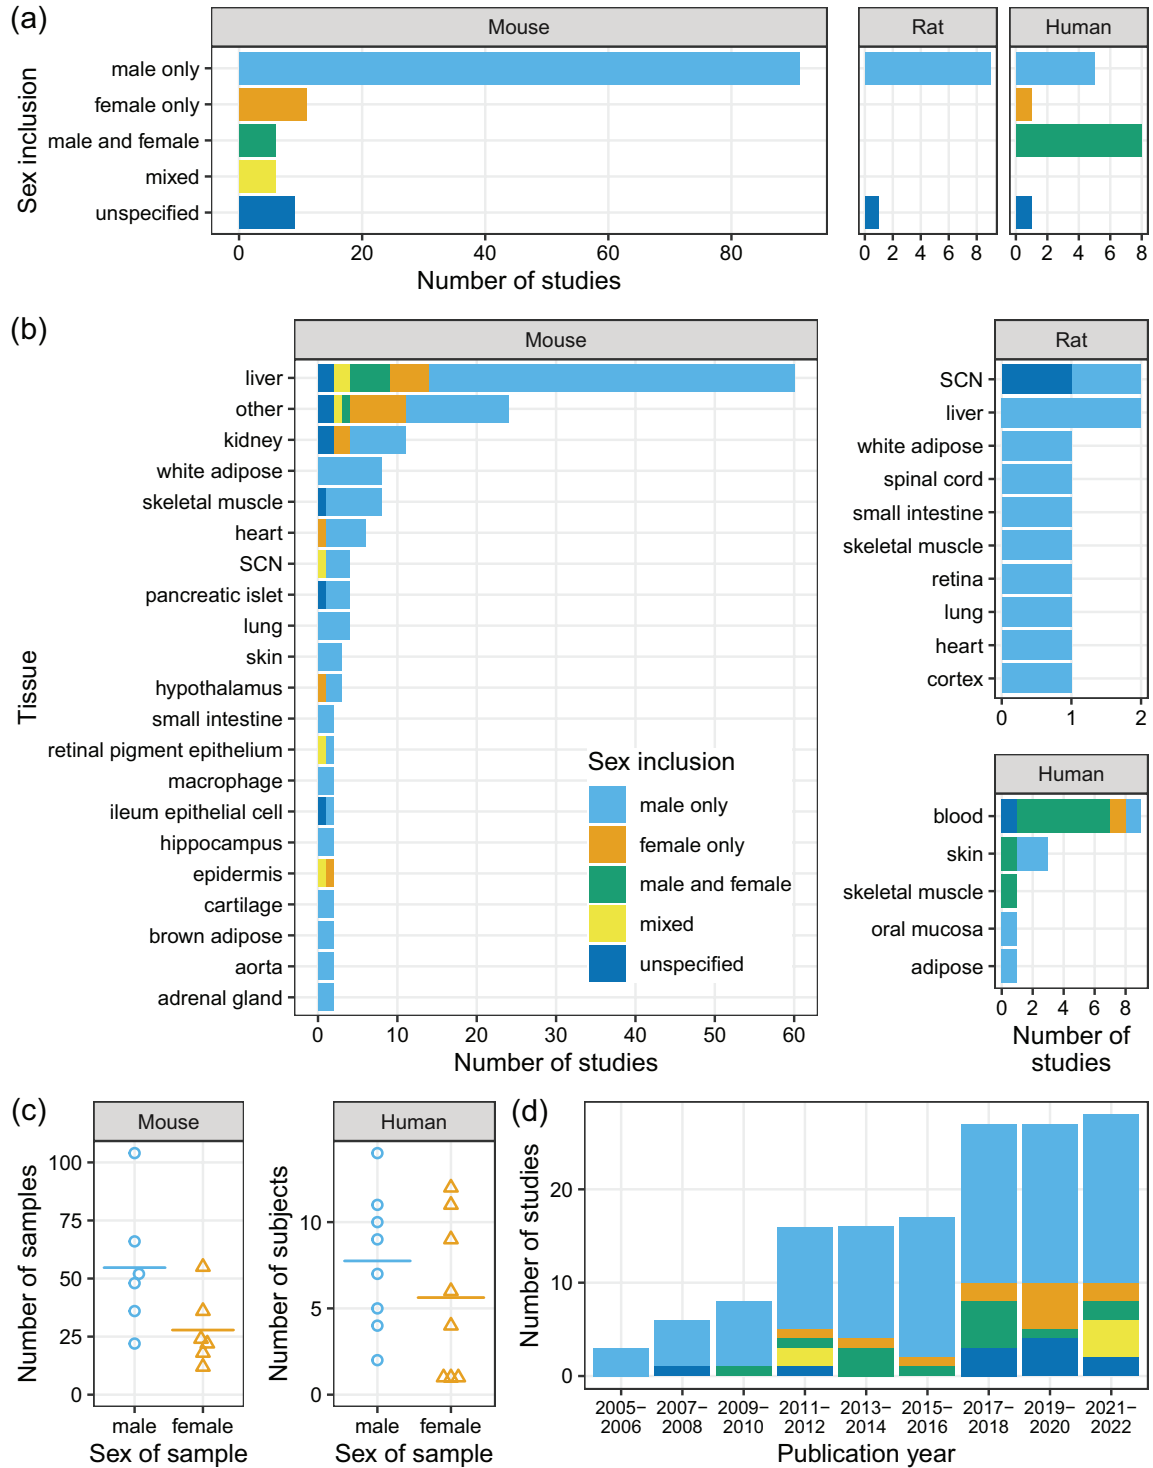 (a)
Mouse
Rat
Human
Sex inclusion
male only
female only
male and female
mixed
unspecified
0 20 40 60 80
0 2 4 6 8
0 2 4 6 8
Number of studies
(b)
Mouse
Tissue
liver
other
kidney
white adipose
skeletal muscle
heart
SCN
pancreatic islet
lung
skin
hypothalamus
small intestine
retinal pigment epithelium
macrophage
ileum epithelial cell
hippocampus
epidermis
cartilage
brown adipose
aorta
adrenal gland
0 10 20 30 40 50 60
Number of studies
Sex inclusion
male only
female only
male and female
mixed
unspecified
Rat
SCN
liver
white adipose
spinal cord
small intestine
skeletal muscle
retina
lung
heart
cortex
0 1 2
Human
blood
skin
skeletal muscle
oral mucosa
adipose
0 2 4 6 8
Number of
studies
(c)
Mouse
Number of samples
100
75
50
25
0
male female
Sex of sample
Human
Number of subjects
10
5
0
male female
Sex of sample
(d)
Number of studies
20
10
0
2005– 2007– 2009– 2011– 2013– 2015– 2017– 2019– 2021–
2006 2008 2010 2012 2014 2016 2018 2020 2022
Publication year